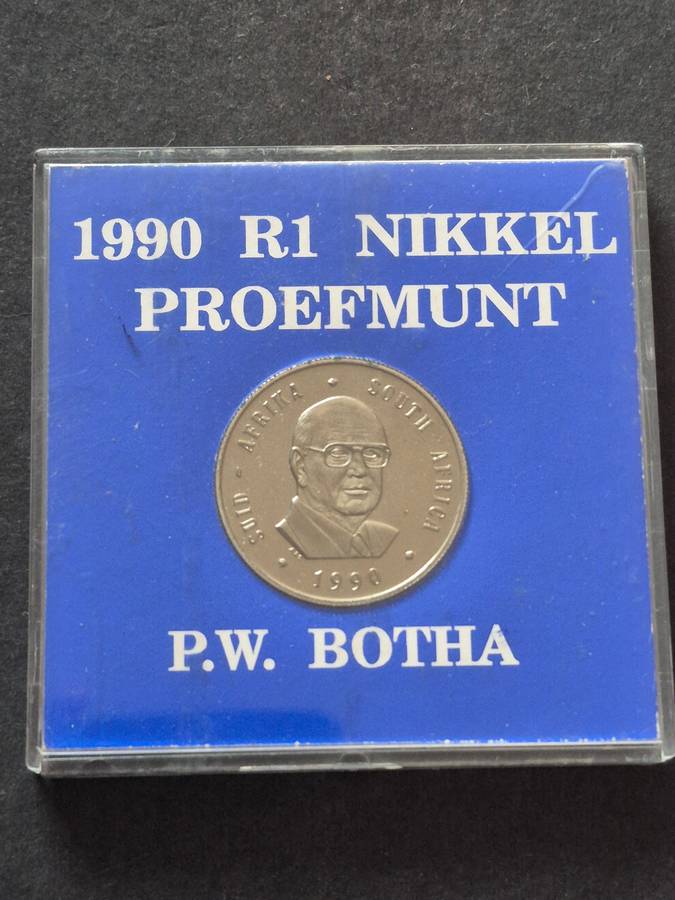 1990 R1 NIKKEL
PROEFMUNT
SUID - AFRIKA • SOUTH AFRICA
• 1990 •
P.W. BOTHA